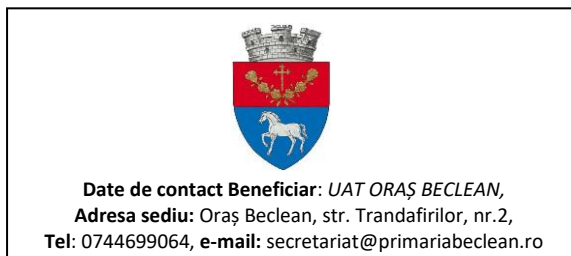 Date de contact Beneficiar: UAT ORAȘ BECLEAN,
Adresa sediu: Oraș Beclean, str. Trandafirilor, nr.2,
Tel: 0744699064, e-mail: secretariat@primariabeclean.ro